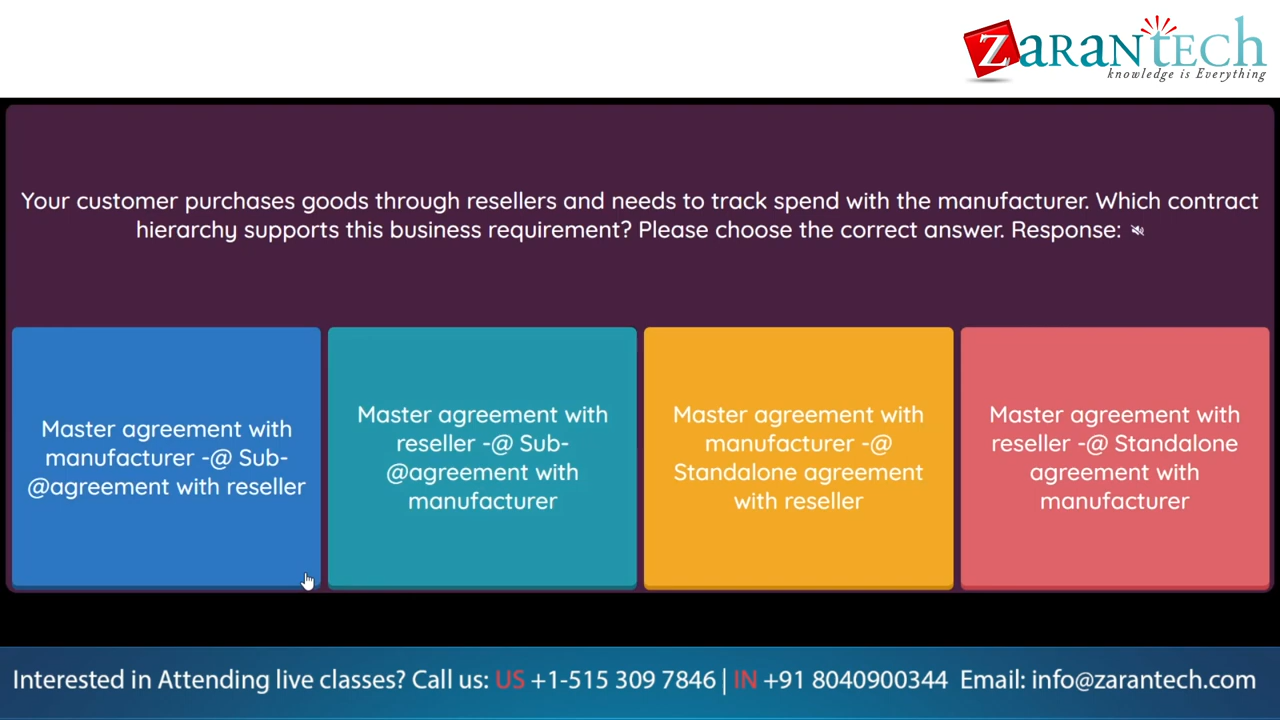 ZaranTech
knowledge is Everything
Your customer purchases goods through resellers and needs to track spend with the manufacturer. Which contract
hierarchy supports this business requirement? Please choose the correct answer. Response:
Master agreement with
manufacturer -@ Sub-
@agreement with reseller
Master agreement with
reseller -@ Sub-
@agreement with
manufacturer
Master agreement with
manufacturer -@
Standalone agreement
with reseller
Master agreement with
reseller -@ Standalone
agreement with
manufacturer
Interested in Attending live classes? Call us: US +1-515 309 7846 | IN +91 8040900344 Email: info@zarantech.com